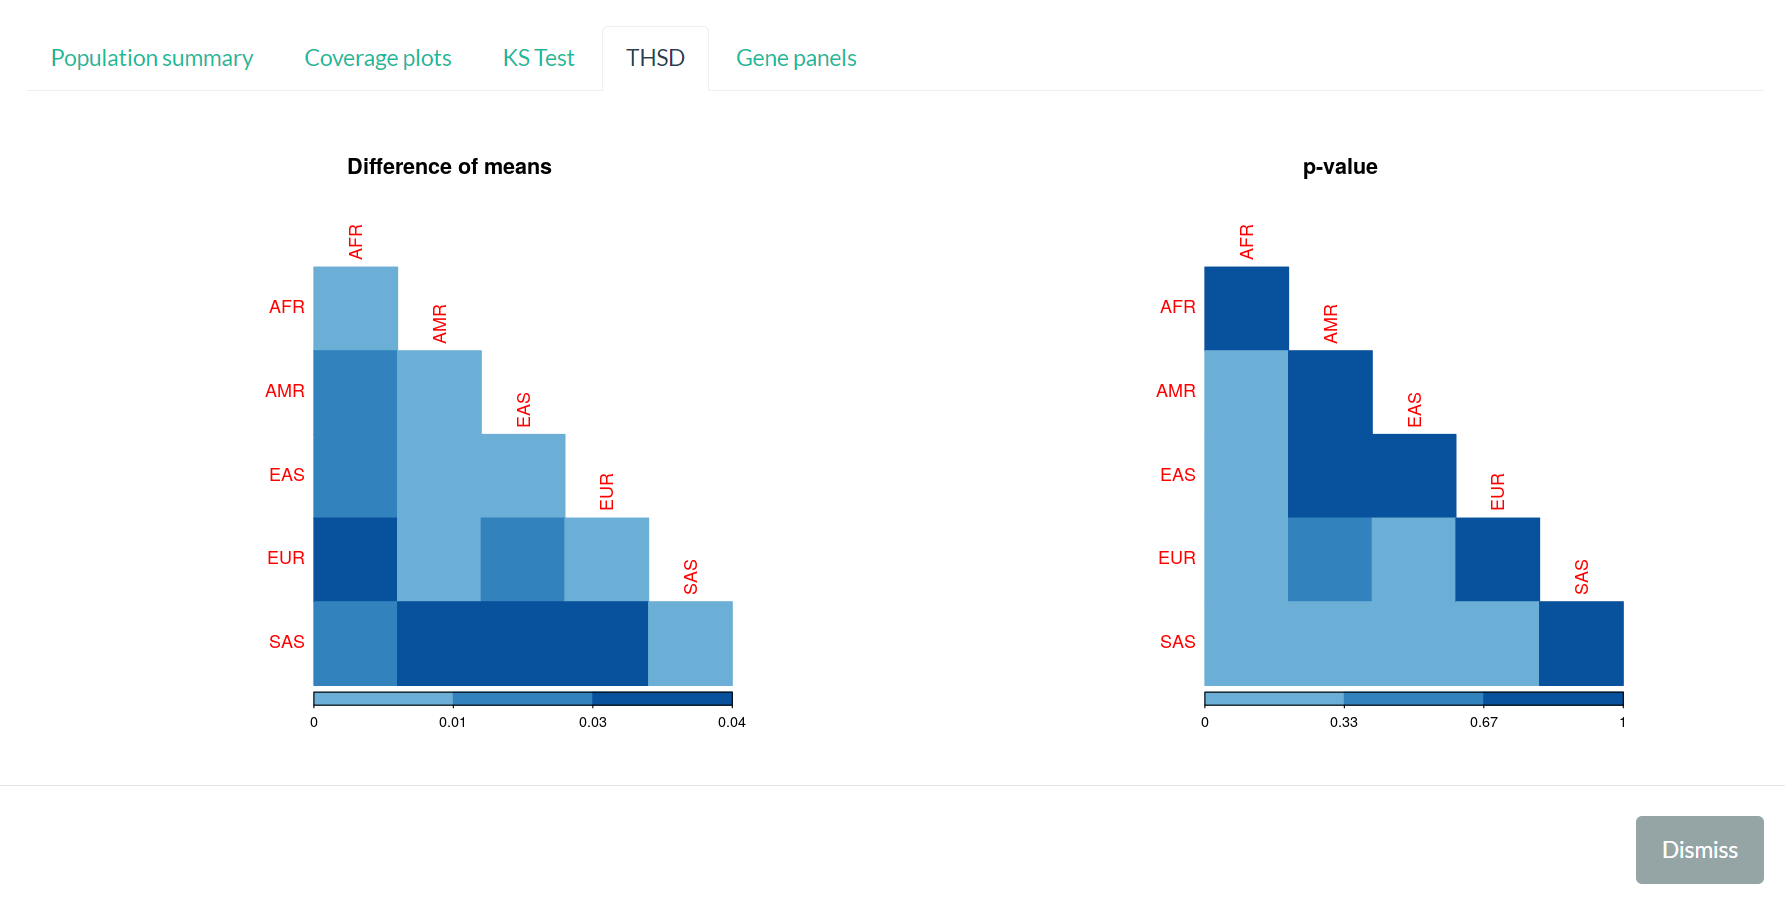 Population summary Coverage plots KS Test THSD Gene panels
Difference of means
AFR
AFR
AMR
AMR
EAS
EAS
EUR
EUR
SAS
SAS
0 0.01 0.03 0.04
p-value
AFR
AFR
AMR
AMR
EAS
EAS
EUR
EUR
SAS
SAS
0 0.33 0.67 1
Dismiss